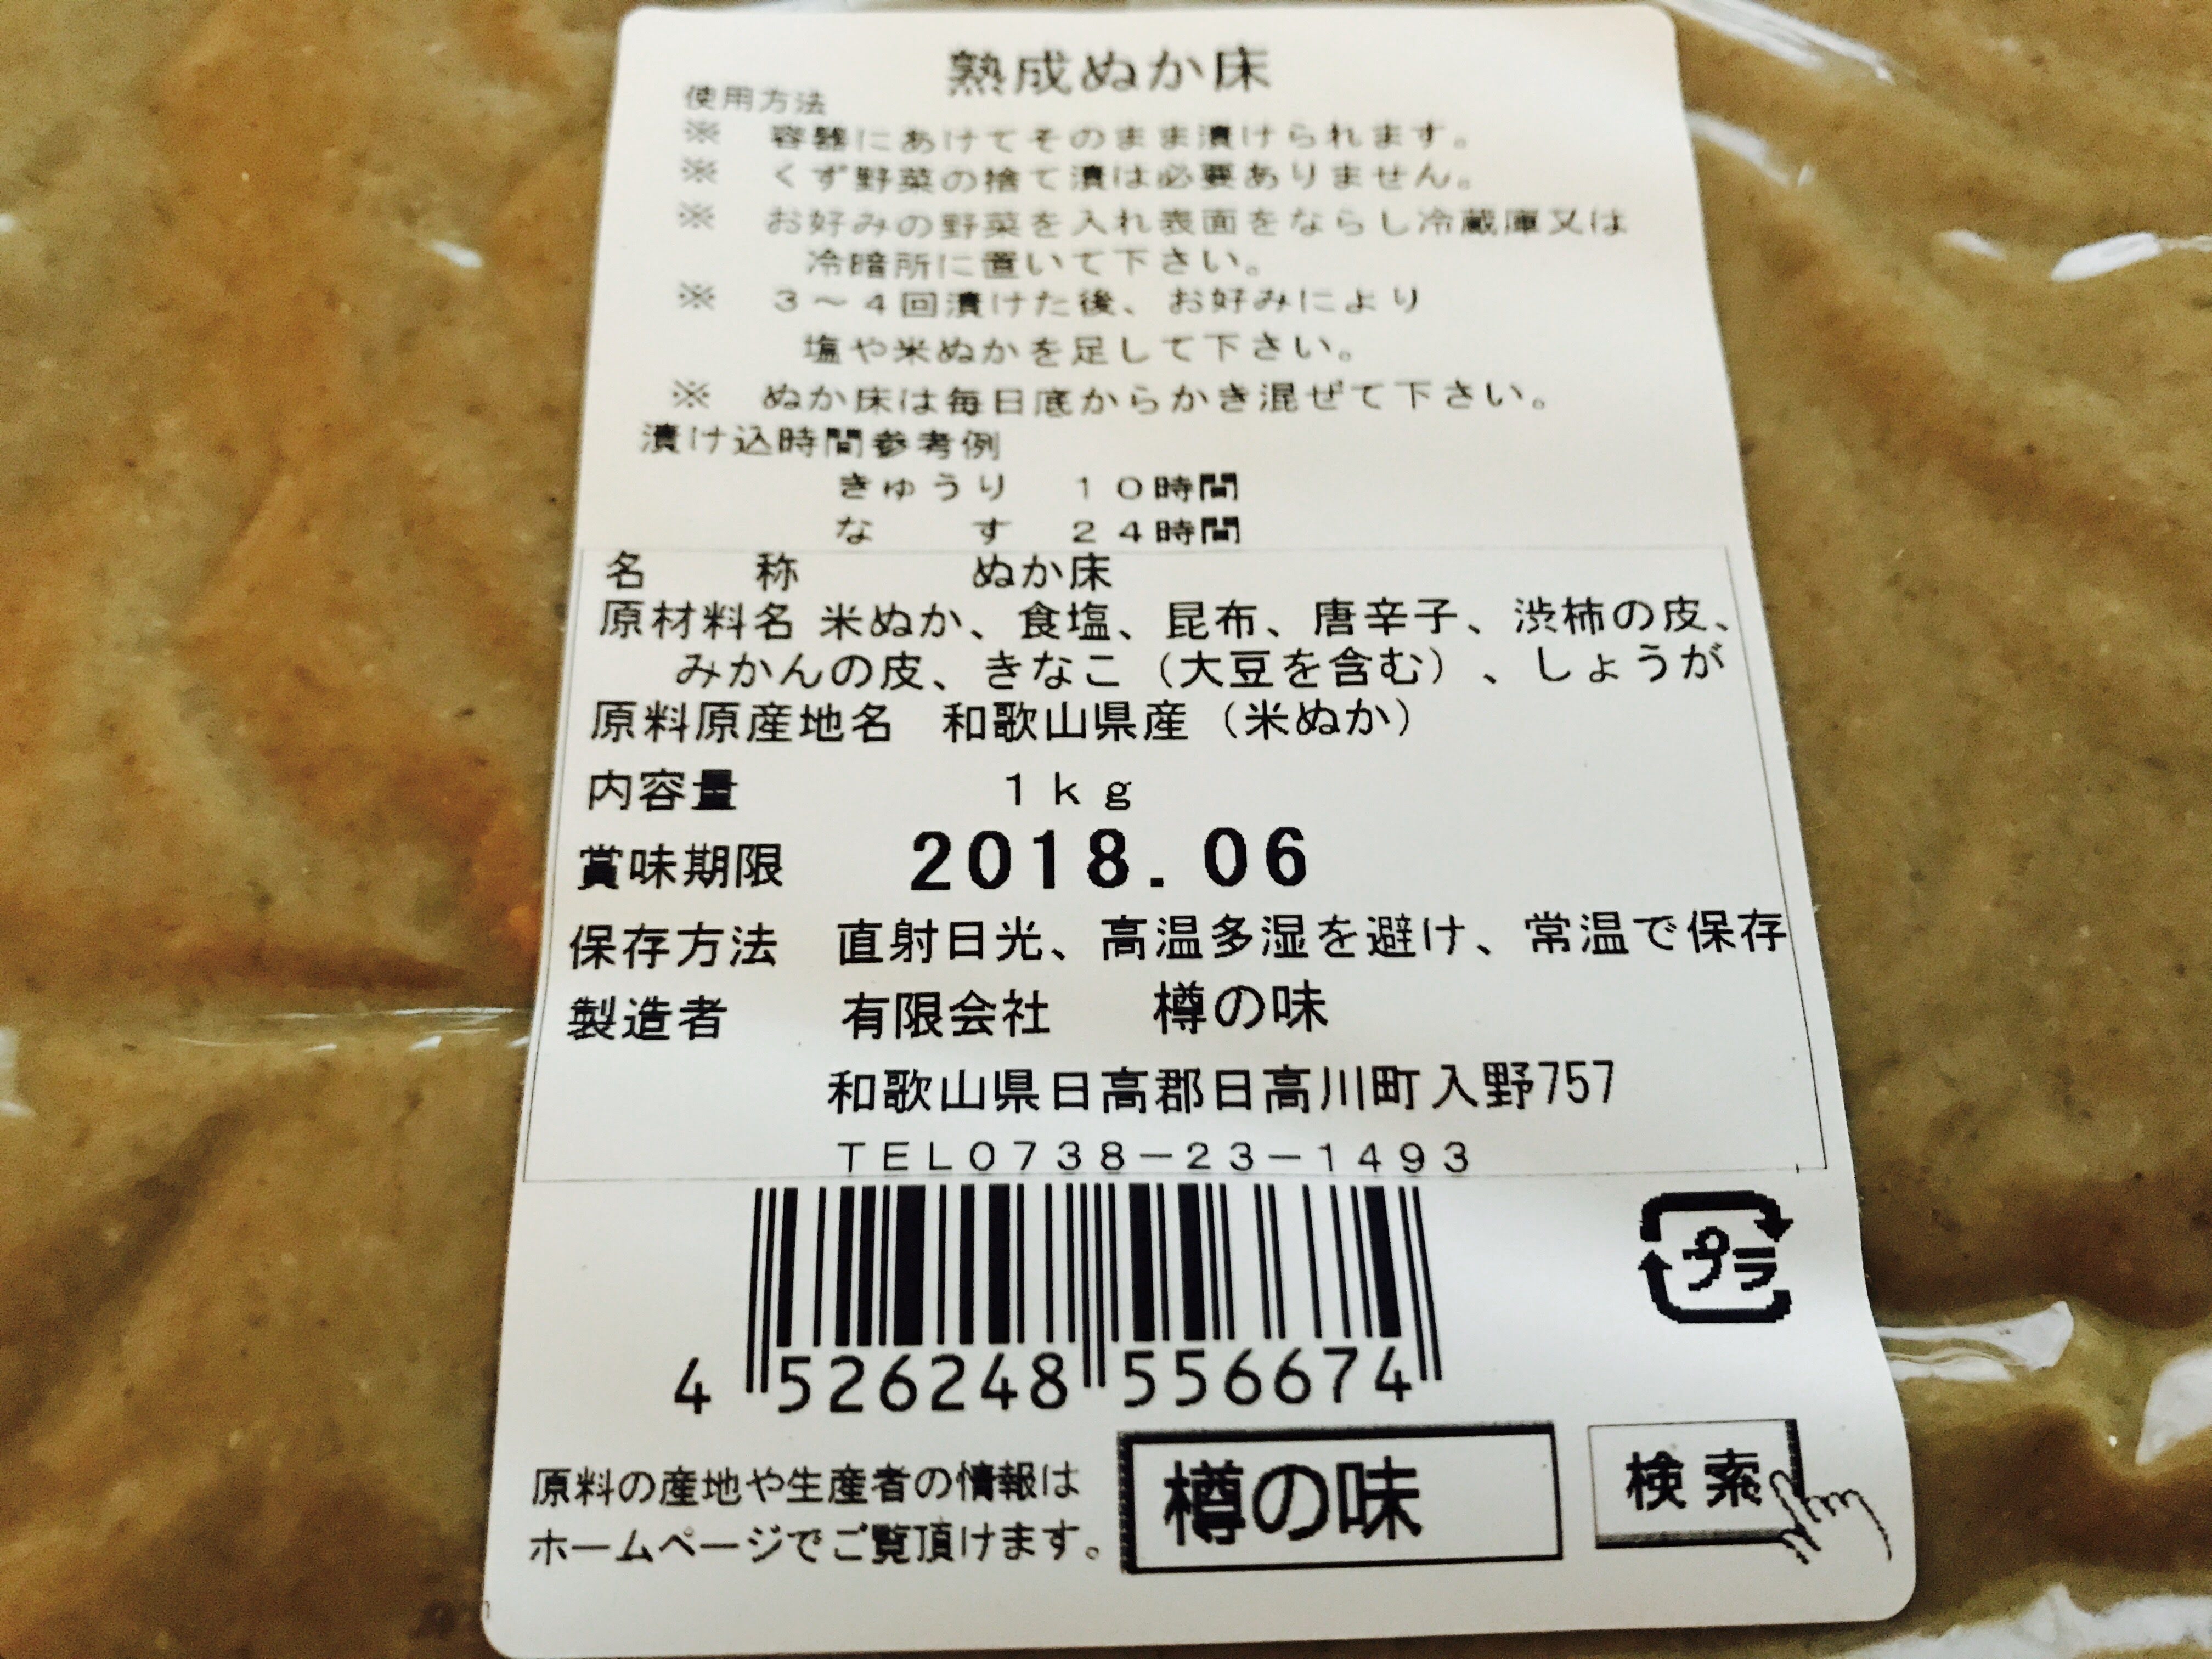 熟成ぬか床
使用方法
※　容器にあけてそのまま漬けられます。
※　くず野菜の捨て漬は必要ありません。
※　お好みの野菜を入れ表面をならし冷蔵庫又は
冷暗所に置いて下さい。
※　３〜４回漬けた後、お好みにより
塩や米ぬかを足して下さい。
※　ぬか床は毎日底からかき混ぜて下さい。
漬け込時間参考例
きゅうり　１０時間
な　す　２４時間
名　称　ぬか床
原材料名 米ぬか、食塩、昆布、唐辛子、渋柿の皮、
みかんの皮、きなこ（大豆を含む）、しょうが
原料原産地名　和歌山県産（米ぬか）
内容量　１ｋｇ
賞味期限　2018.06
保存方法　直射日光、高温多湿を避け、常温で保存
製造者　有限会社　樽の味
和歌山県日高郡日高川町入野757
ＴＥＬ０７３８－２３－１４９３
プラ
4 526248 556674
原料の産地や生産者の情報は
ホームページでご覧頂けます。
樽の味　検索